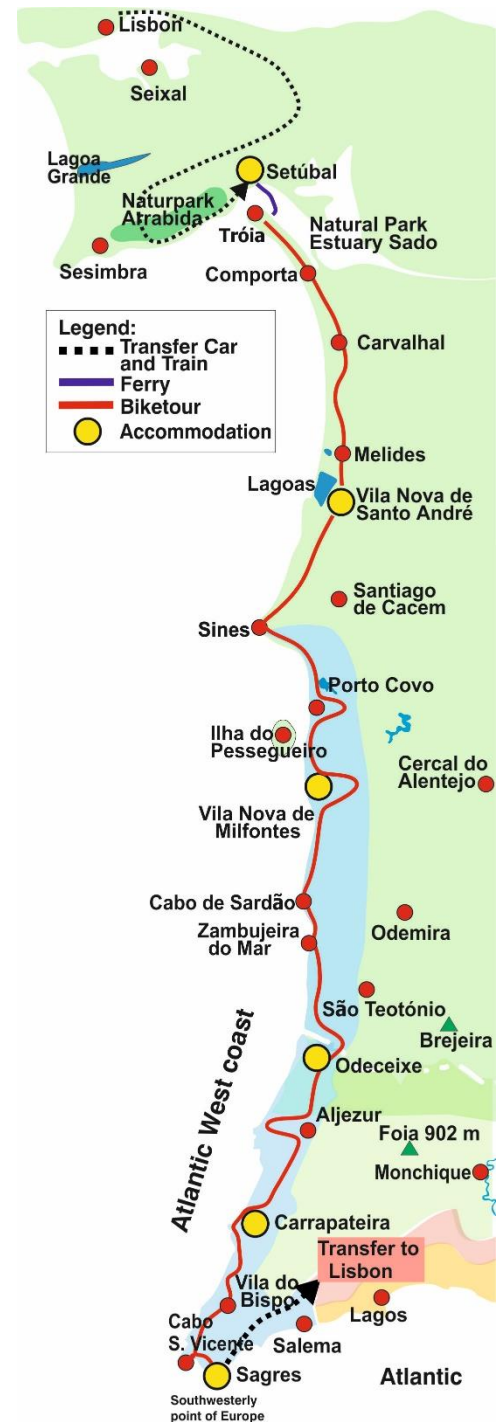 Lisbon
Seixal
Lagoa
Grande
Setúbal
Naturpark
Atrabida
Tróia
Natural Park
Estuary Sado
Sesimbra
Comporta
Legend:
Transfer Car
and Train
Ferry
Biketour
Accommodation
Carvalhal
Melides
Lagoas
Vila Nova de
Santo André
Santiago
de Cacem
Sines
Porto Covo
Ilha do
Pessegueiro
Cercal do
Alentejo
Vila Nova de
Milfontes
Cabo de Sardão
Zambujeira
do Mar
Odemira
São Teotónio
Brejeira
Odeceixe
Atlantic West coast
Aljezur
Foia 902 m
Monchique
Carrapateira
Transfer to
Lisbon
Vila do
Bispo
Lagos
Cabo
S. Vicente
Salema
Sagres
Atlantic
Southwesterly
point of Europe